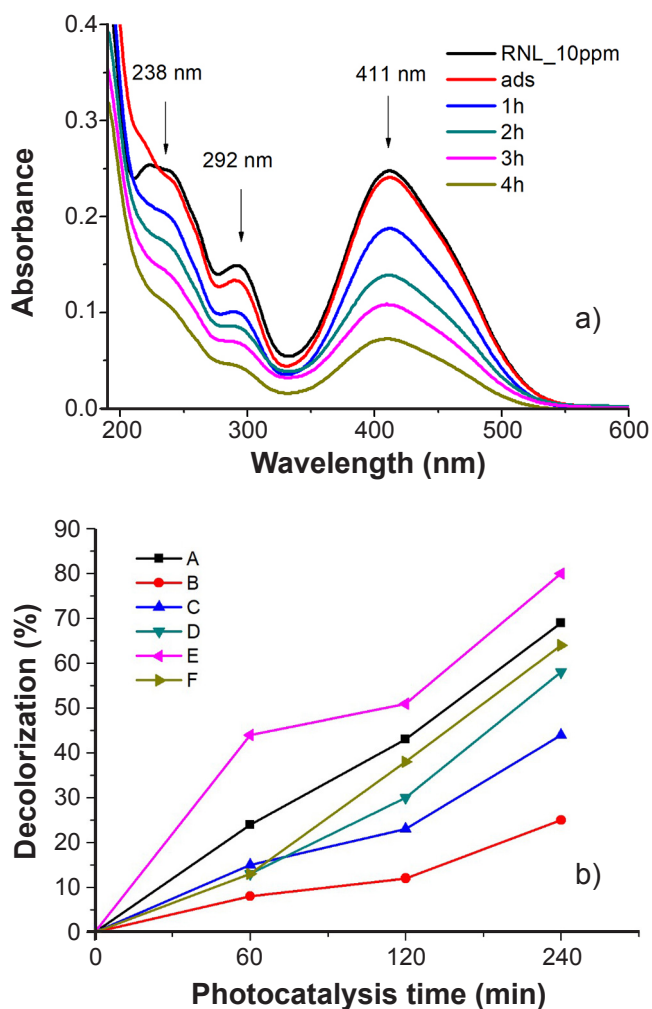 0.4
0.3
0.2
0.1
0.0
Absorbance
238 nm
292 nm
411 nm
RNL_10ppm
ads
1h
2h
3h
4h
a)
200 300 400 500 600
Wavelength (nm)
90
80
70
60
50
40
30
20
10
0
Decolorization (%)
A
B
C
D
E
F
b)
0 60 120 240
Photocatalysis time (min)